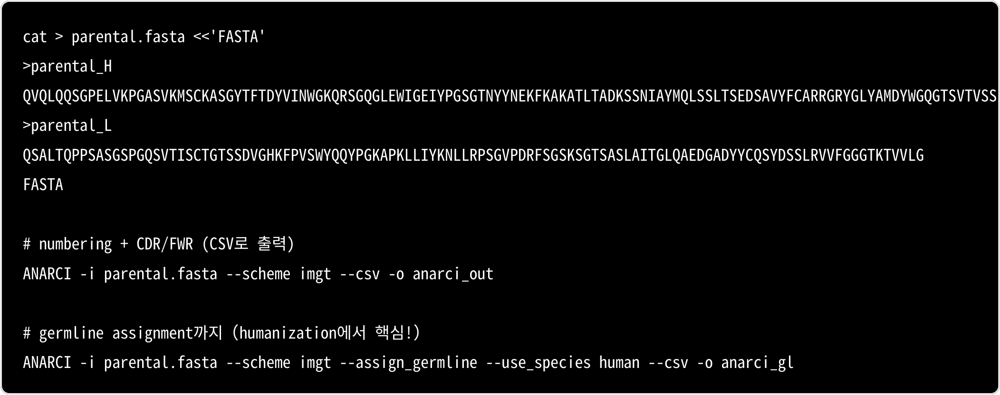 cat > parental.fasta <<'FASTA'
>parental_H
QVQLQQSGPELVKPGASVKMSCKASGYTFTDYVINWGKQRSGQGLEWIGEIYPGSGTNYYNEKFKAKATLTADKSSNIAYMQLSSLTSEDSAVYFCARRGRYGLYAMDYWGQGTSVTVSS
>parental_L
QSALTQPPSASGSPGQSVTISCTGTSSDVGHKFPVSWYQQYPGKAPKLLIYKNLLRPSGVPDRFSGSKSGTSASLAITGLQAEDGADYYCQSYDSSLRVVFGGGTKTVVLG
FASTA
# numbering + CDR/FWR (CSV로 출력)
ANARCI -i parental.fasta --scheme imgt --csv -o anarci_out
# germline assignment까지 (humanization에서 핵심!)
ANARCI -i parental.fasta --scheme imgt --assign_germline --use_species human --csv -o anarci_gl